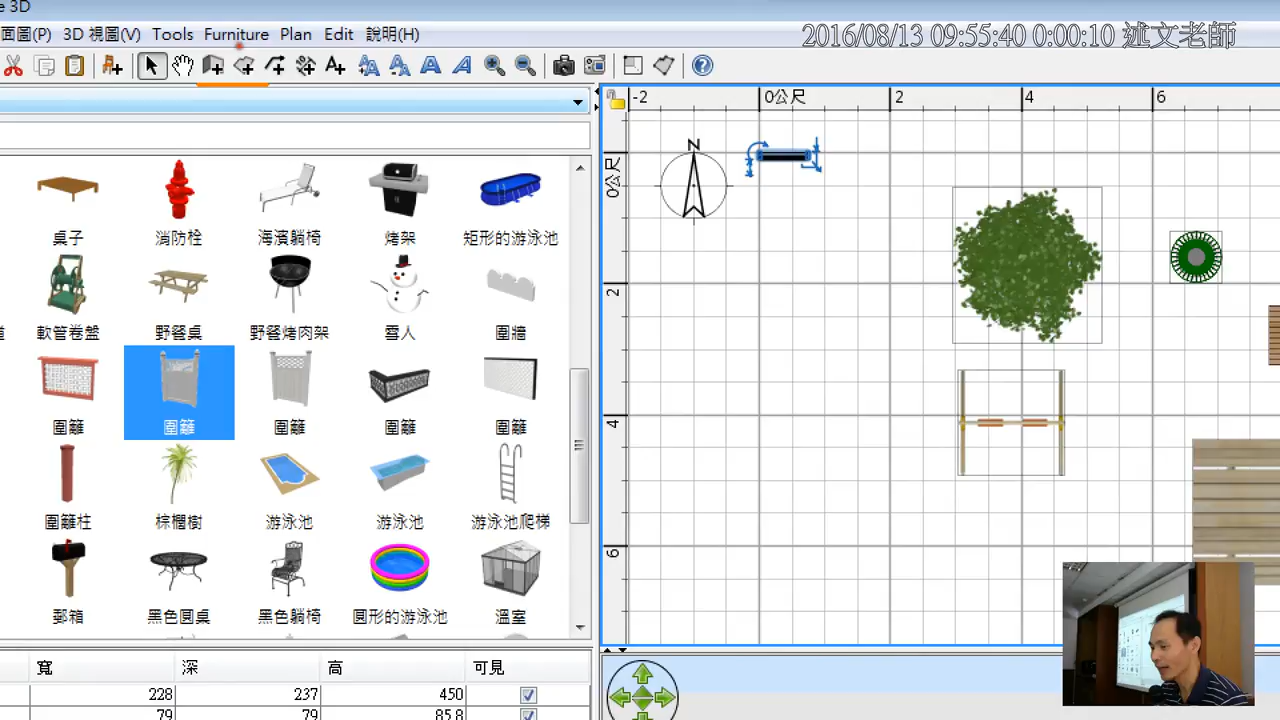 e 3D
面圖(P) 3D 視圖(V) Tools Furniture Plan Edit 說明(H)
2016/08/13 09:55:40 0:00:10 述文老師
-2 0公尺 2 4 6
0公尺
2
4
6
N
桌子 消防栓 海濱躺椅 烤架 矩形的游泳池
軟管卷盤 野餐桌 野餐烤肉架 雪人 圍牆
圍籬 圍籬 圍籬 圍籬 圍籬
圍籬柱 棕櫚樹 游泳池 游泳池 游泳池爬梯
郵箱 黑色圓桌 黑色躺椅 圓形的游泳池 溫室
寬 深 高 可見
228 237 450
79 79 85.8